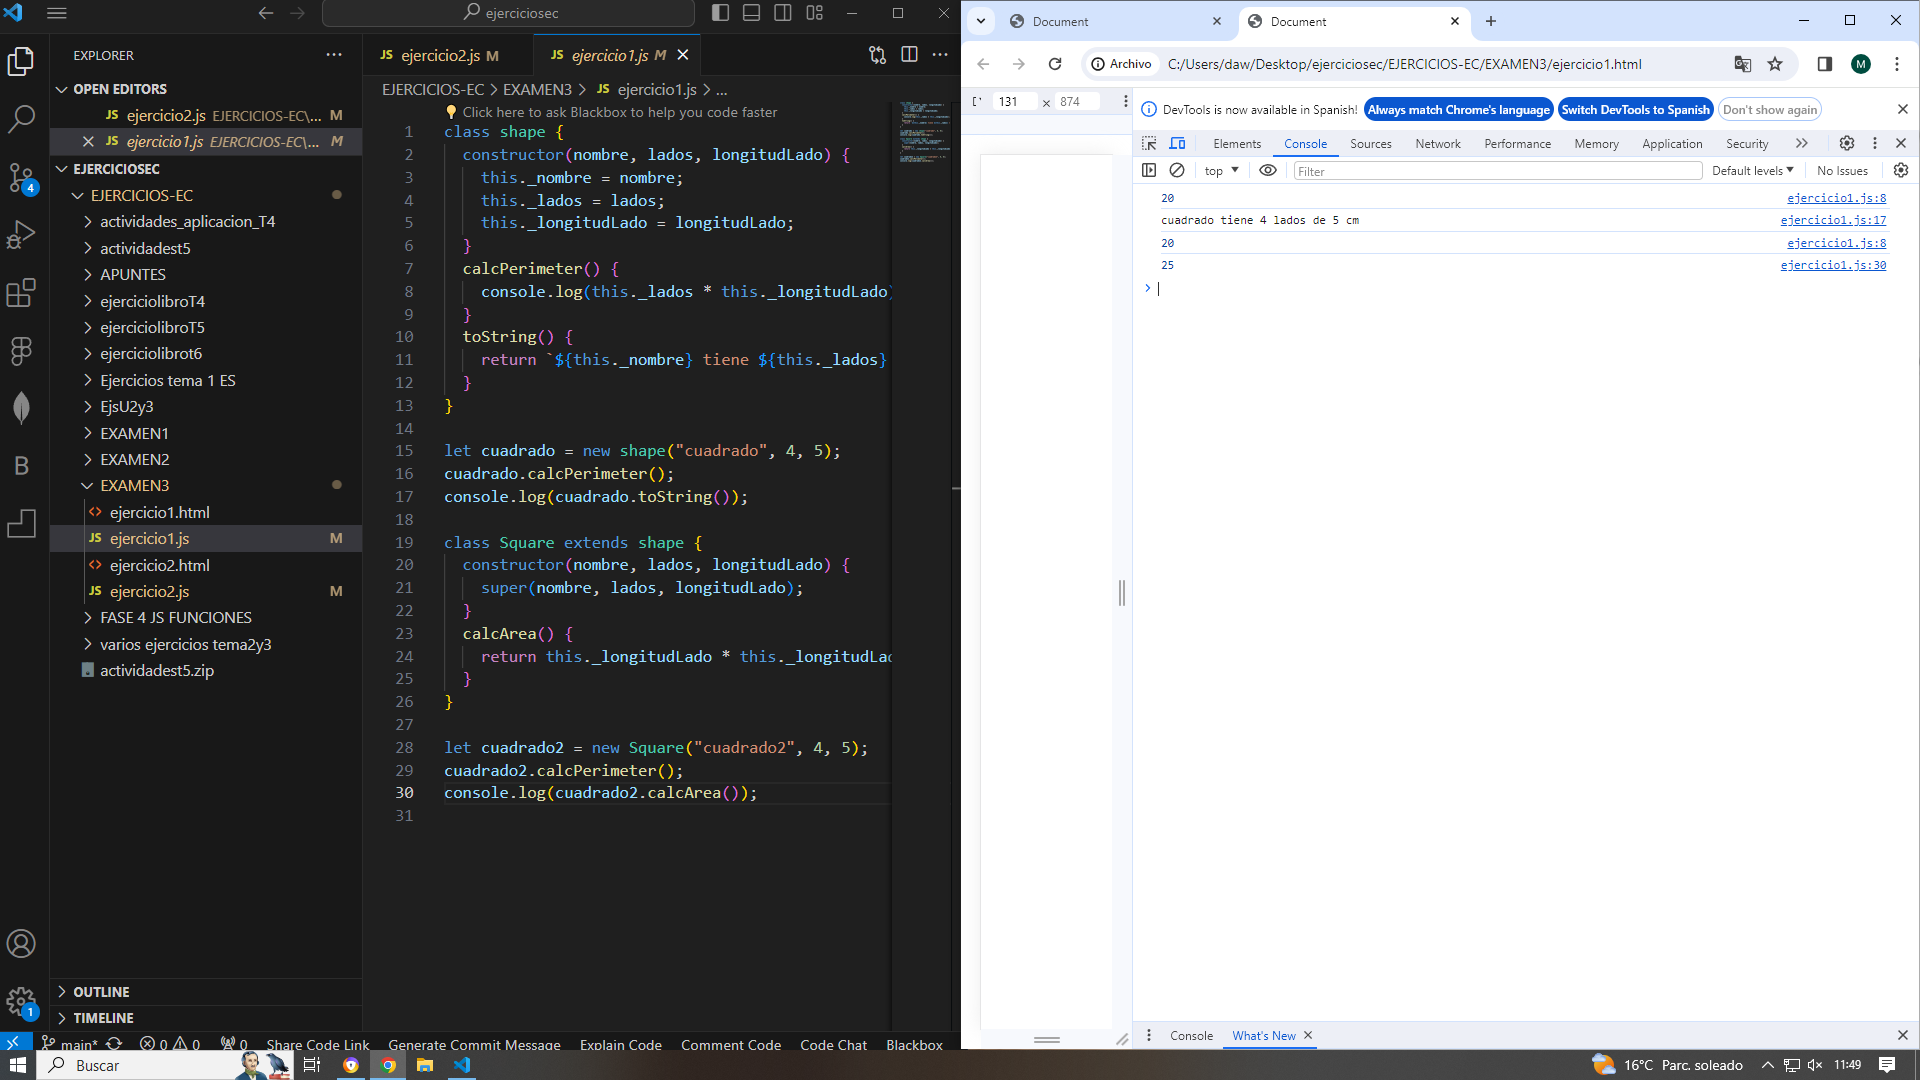 ejerciciosec
EXPLORER
OPEN EDITORS
JS ejercicio2.js EJERCICIOS-EC\... M
JS ejercicio1.js EJERCICIOS-EC\... M
EJERCICIOSEC
EJERCICIOS-EC
actividades_aplicacion_T4
actividadest5
APUNTES
ejerciciolibroT4
ejerciciolibroT5
ejerciciolibrot6
Ejercicios tema 1 ES
EjsU2y3
EXAMEN1
EXAMEN2
EXAMEN3
<> ejercicio1.html
JS ejercicio1.js M
<> ejercicio2.html
JS ejercicio2.js M
FASE 4 JS FUNCIONES
varios ejercicios tema2y3
actividadest5.zip
OUTLINE
TIMELINE
4
B
1
JS ejercicio2.js M
JS ejercicio1.js M
EJERCICIOS-EC > EXAMEN3 > JS ejercicio1.js > ...
Click here to ask Blackbox to help you code faster
1 class shape {
2 constructor(nombre, lados, longitudLado) {
3 this._nombre = nombre;
4 this._lados = lados;
5 this._longitudLado = longitudLado;
6 }
7 calcPerimeter() {
8 console.log(this._lados * this._longitudLado)
9 }
10 toString() {
11 return `${this._nombre} tiene ${this._lados}
12 }
13 }
14
15 let cuadrado = new shape("cuadrado", 4, 5);
16 cuadrado.calcPerimeter();
17 console.log(cuadrado.toString());
18
19 class Square extends shape {
20 constructor(nombre, lados, longitudLado) {
21 super(nombre, lados, longitudLado);
22 }
23 calcArea() {
24 return this._longitudLado * this._longitudLad
25 }
26 }
27
28 let cuadrado2 = new Square("cuadrado2", 4, 5);
29 cuadrado2.calcPerimeter();
30 console.log(cuadrado2.calcArea());
31
main* 0 0 0 Share Code Link Generate Commit Message Explain Code Comment Code Code Chat Blackbox
Document
Document
Archivo C:/Users/daw/Desktop/ejerciciosec/EJERCICIOS-EC/EXAMEN3/ejercicio1.html
M
131 × 874
DevTools is now available in Spanish! Always match Chrome's language Switch DevTools to Spanish Don't show again
Elements Console Sources Network Performance Memory Application Security
top Filter Default levels No Issues
20 ejercicio1.js:8
cuadrado tiene 4 lados de 5 cm ejercicio1.js:17
20 ejercicio1.js:8
25 ejercicio1.js:30
>
Console What's New
Buscar
16°C Parc. soleado 11:49